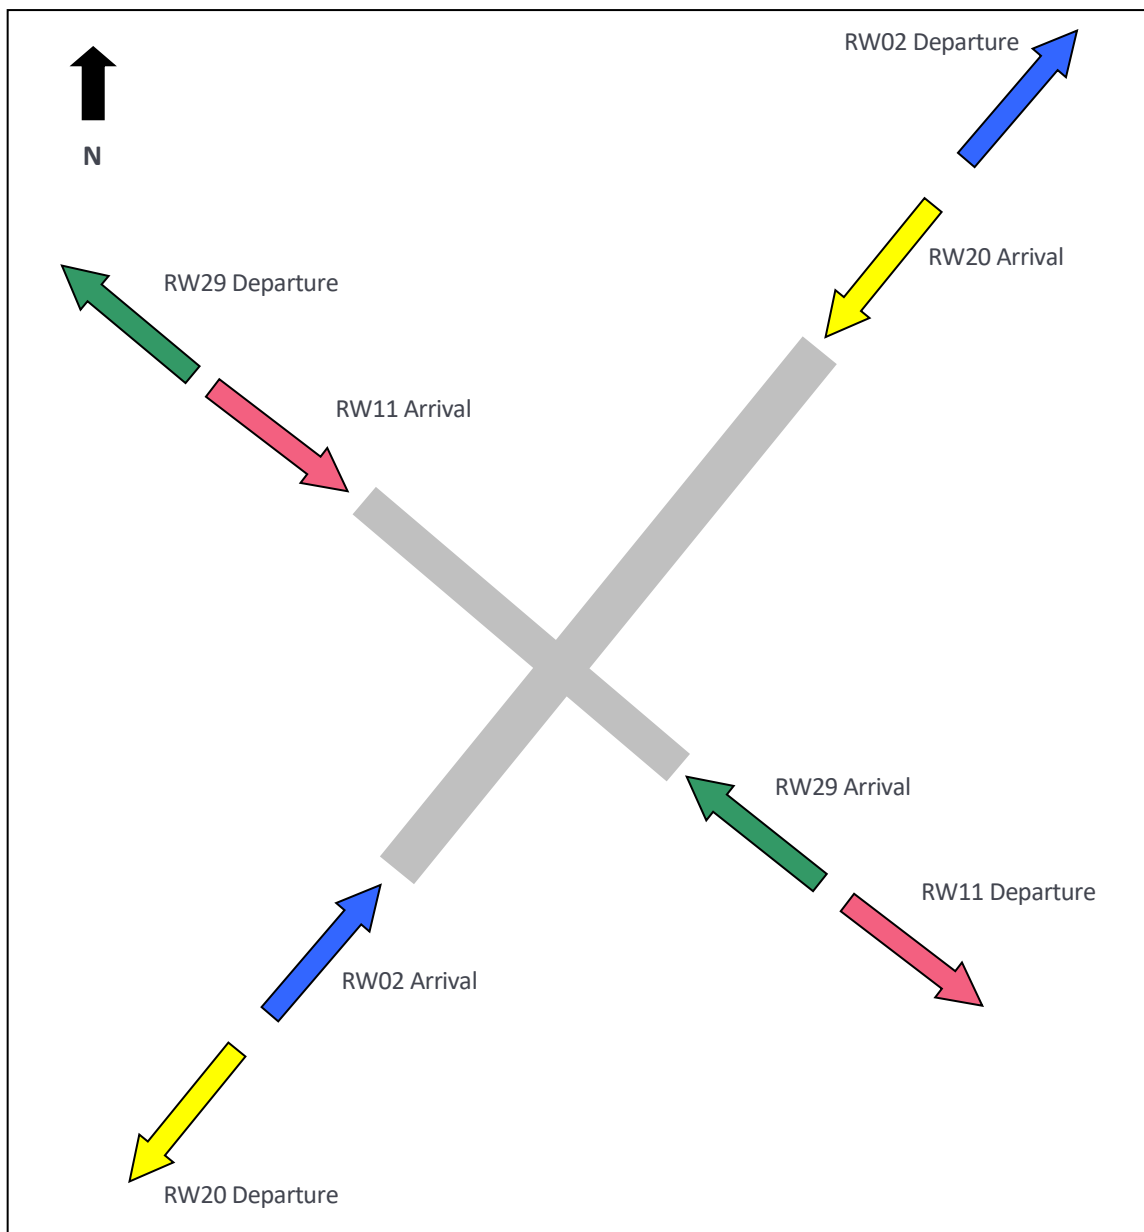 RW02 Departure
N
RW20 Arrival
RW29 Departure
RW11 Arrival
RW29 Arrival
RW11 Departure
RW02 Arrival
RW20 Departure